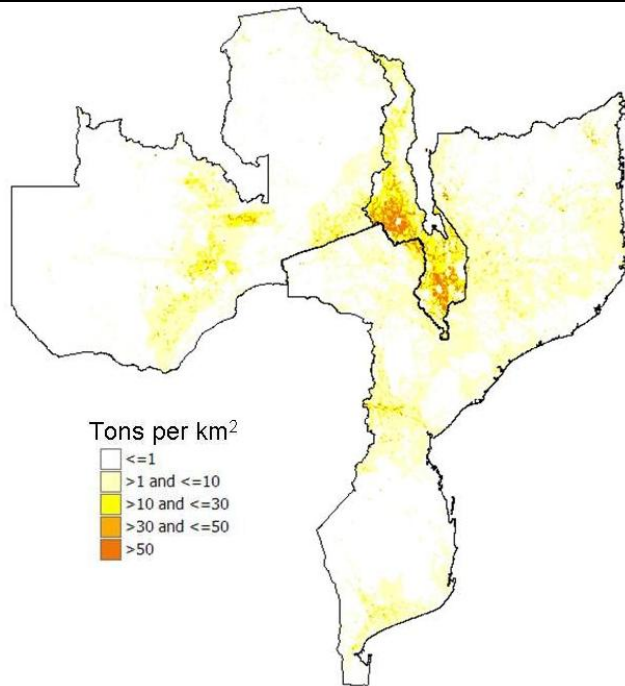 Tons per km²
<=1
>1 and <=10
>10 and <=30
>30 and <=50
>50